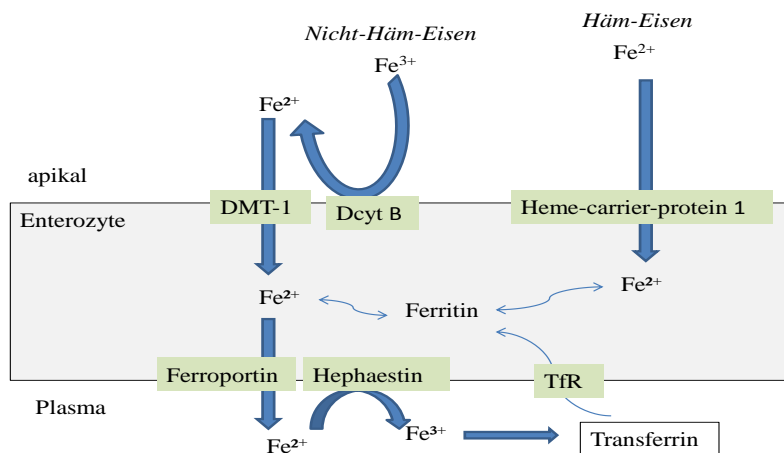 Nicht-Häm-Eisen
Häm-Eisen
Fe³⁺
Fe²⁺
Fe²⁺
apikal
Enterozyte
DMT-1
Dcyt B
Heme-carrier-protein 1
Fe²⁺
Ferritin
Fe²⁺
Ferroportin
Hephaestin
TfR
Plasma
Fe²⁺
Fe³⁺
Transferrin